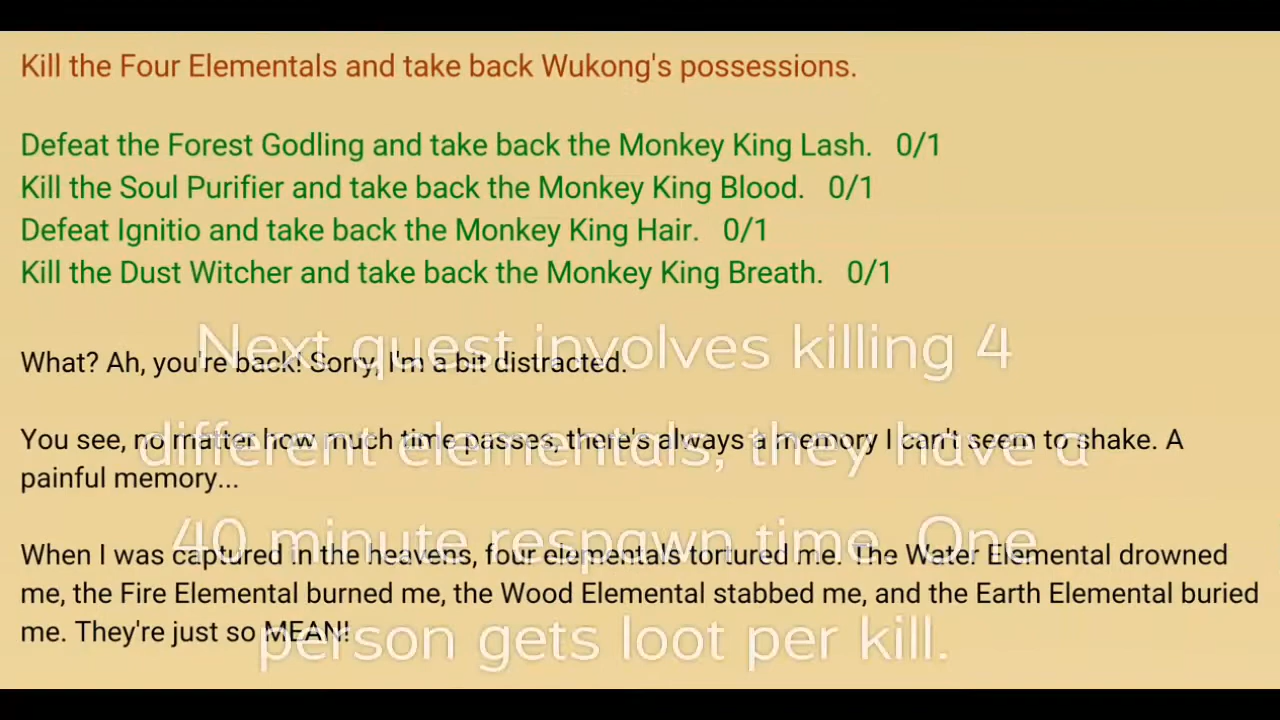 Kill the Four Elementals and take back Wukong's possessions.
Defeat the Forest Godling and take back the Monkey King Lash. 0/1
Kill the Soul Purifier and take back the Monkey King Blood. 0/1
Defeat Ignitio and take back the Monkey King Hair. 0/1
Kill the Dust Witcher and take back the Monkey King Breath. 0/1
Next quest involves killing 4
What? Ah, you're back! Sorry, I'm a bit distracted.
different elementals, they have a
You see, no matter how much time passes, there's always a memory I can't seem to shake. A
painful memory...
40 minute respawn time. One
When I was captured in the heavens, four elementals tortured me. The Water Elemental drowned
me, the Fire Elemental burned me, the Wood Elemental stabbed me, and the Earth Elemental buried
me. They're just so MEAN!
person gets loot per kill.